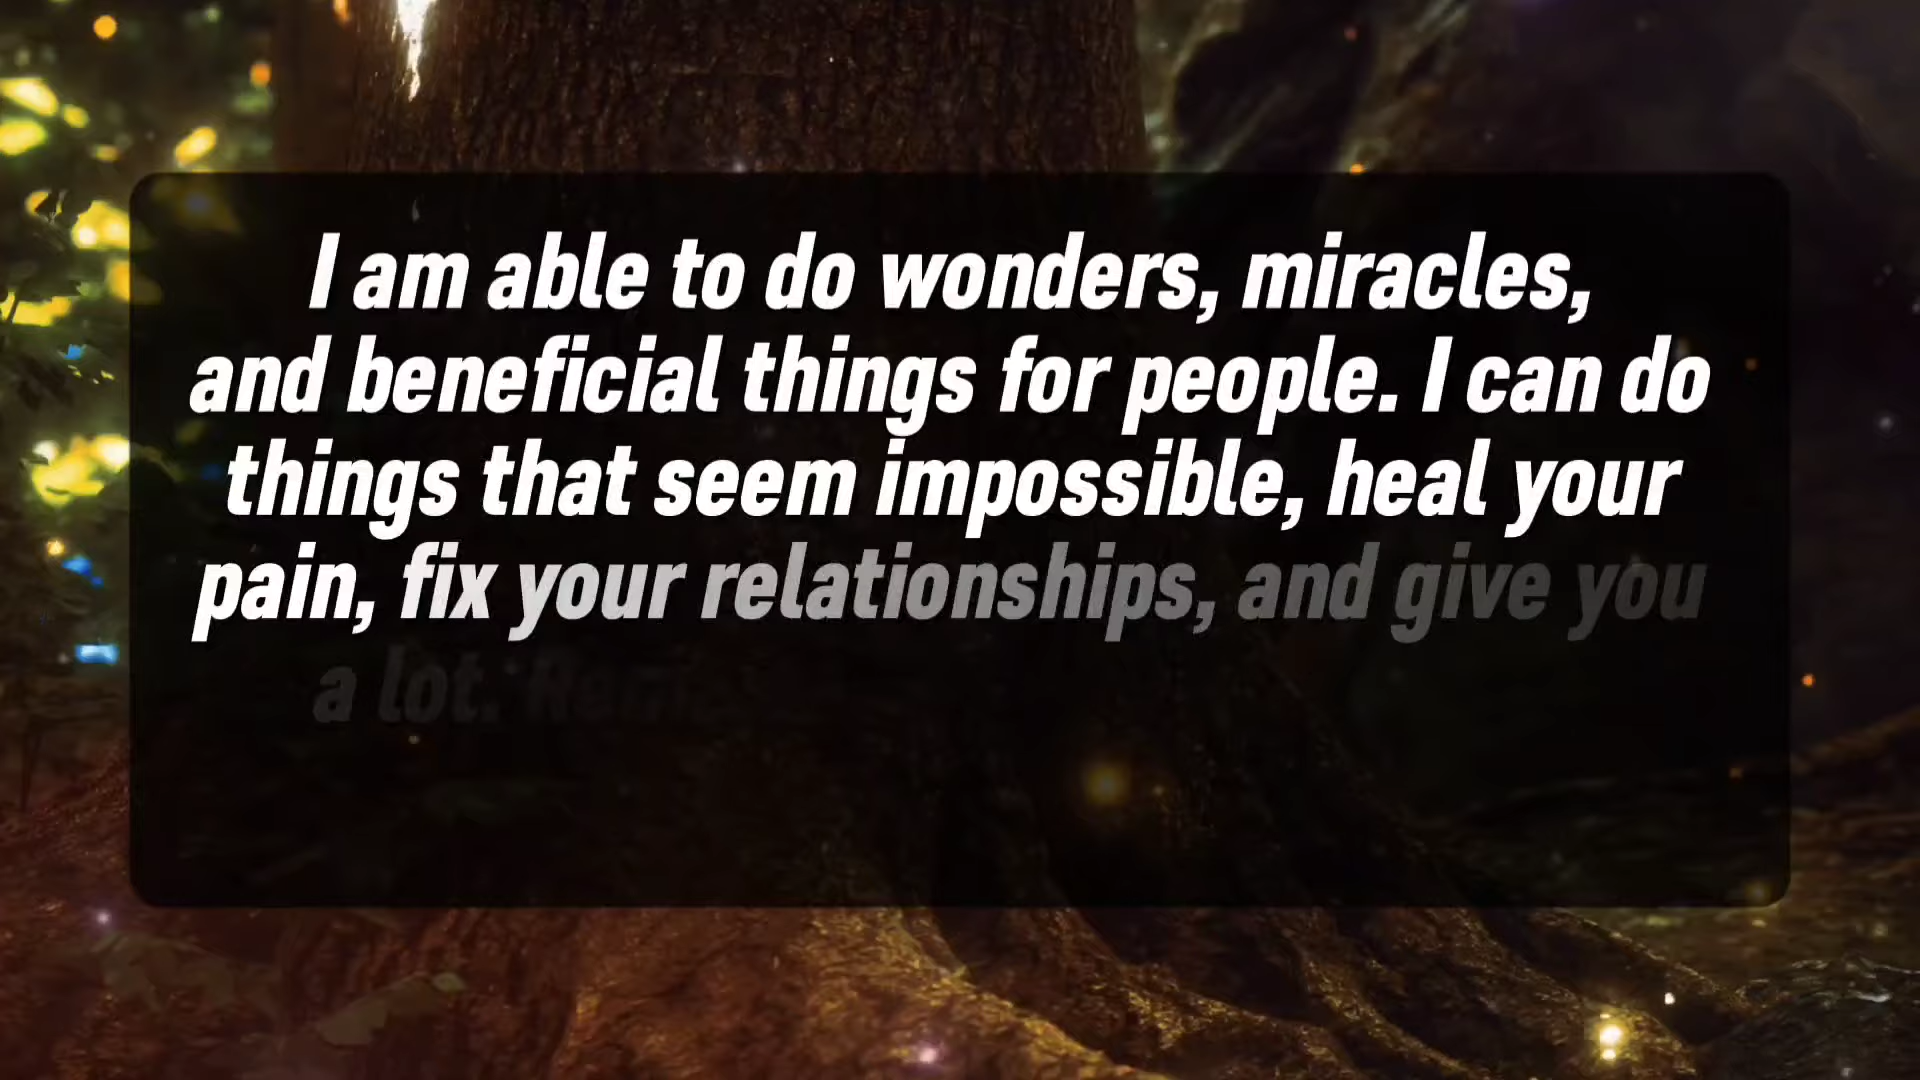 I am able to do wonders, miracles,
and beneficial things for people. I can do
things that seem impossible, heal your
pain, fix your relationships, and give you
a lot.